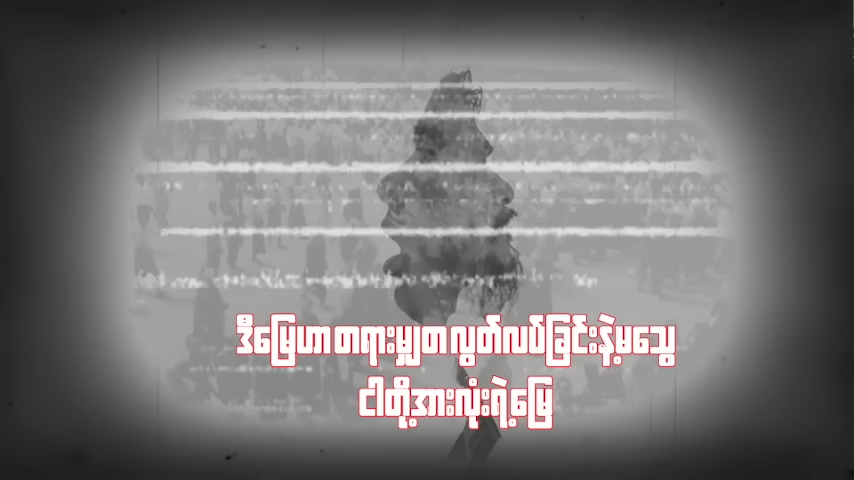 ဒီမြေဟာ တရားမျှတ လွတ်လပ်ခြင်းနဲ့မသွေ
ငါတို့အားလုံးရဲ့မြေ